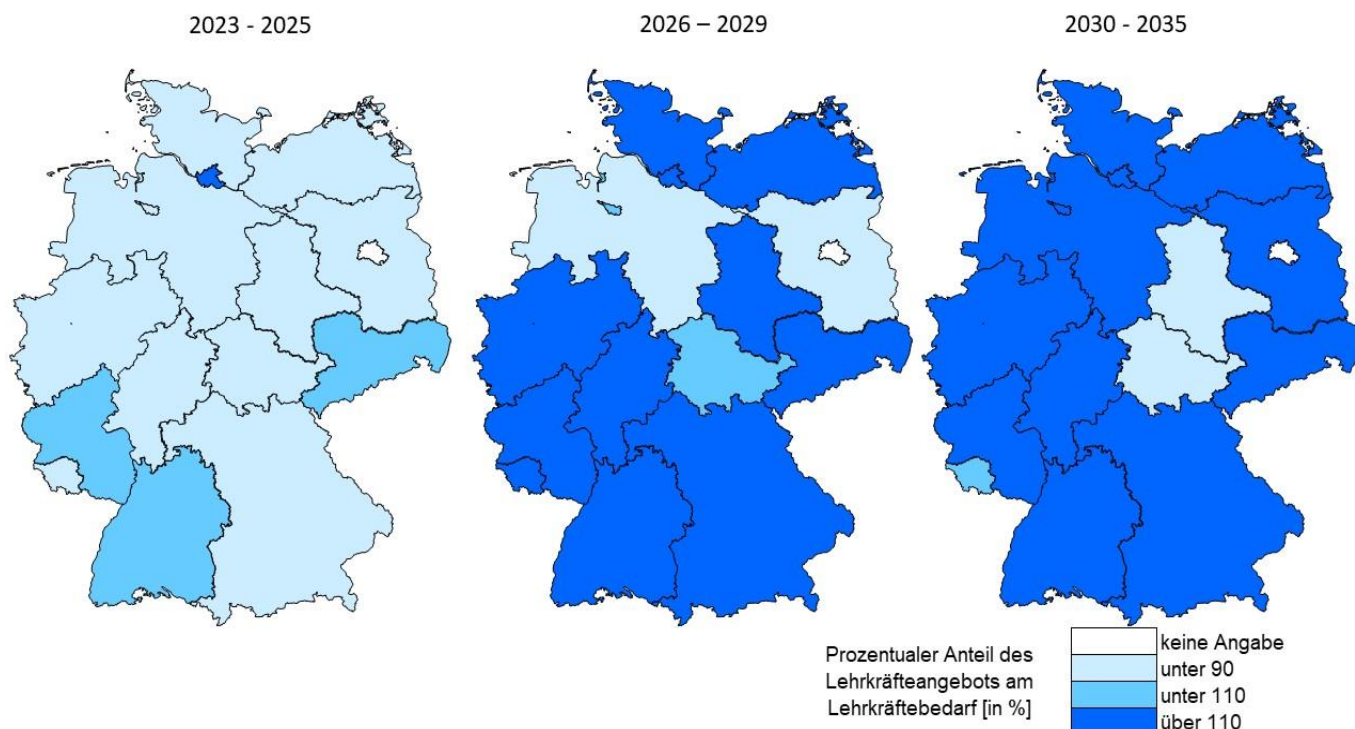 2023 - 2025
2026 – 2029
2030 - 2035
Prozentualer Anteil des
Lehrkräfteangebots am
Lehrkräftebedarf [in %]
keine Angabe
unter 90
unter 110
über 110